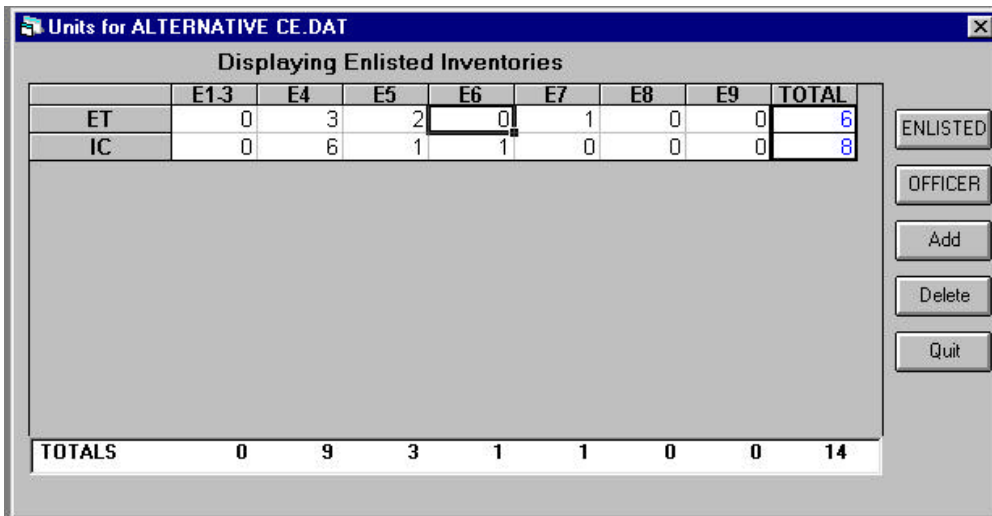 Units for ALTERNATIVE CE.DAT
Displaying Enlisted Inventories
E1-3 E4 E5 E6 E7 E8 E9 TOTAL
ET 0 3 2 0 1 0 0 6
IC 0 6 1 1 0 0 0 8
ENLISTED
OFFICER
Add
Delete
Quit
TOTALS 0 9 3 1 1 0 0 14